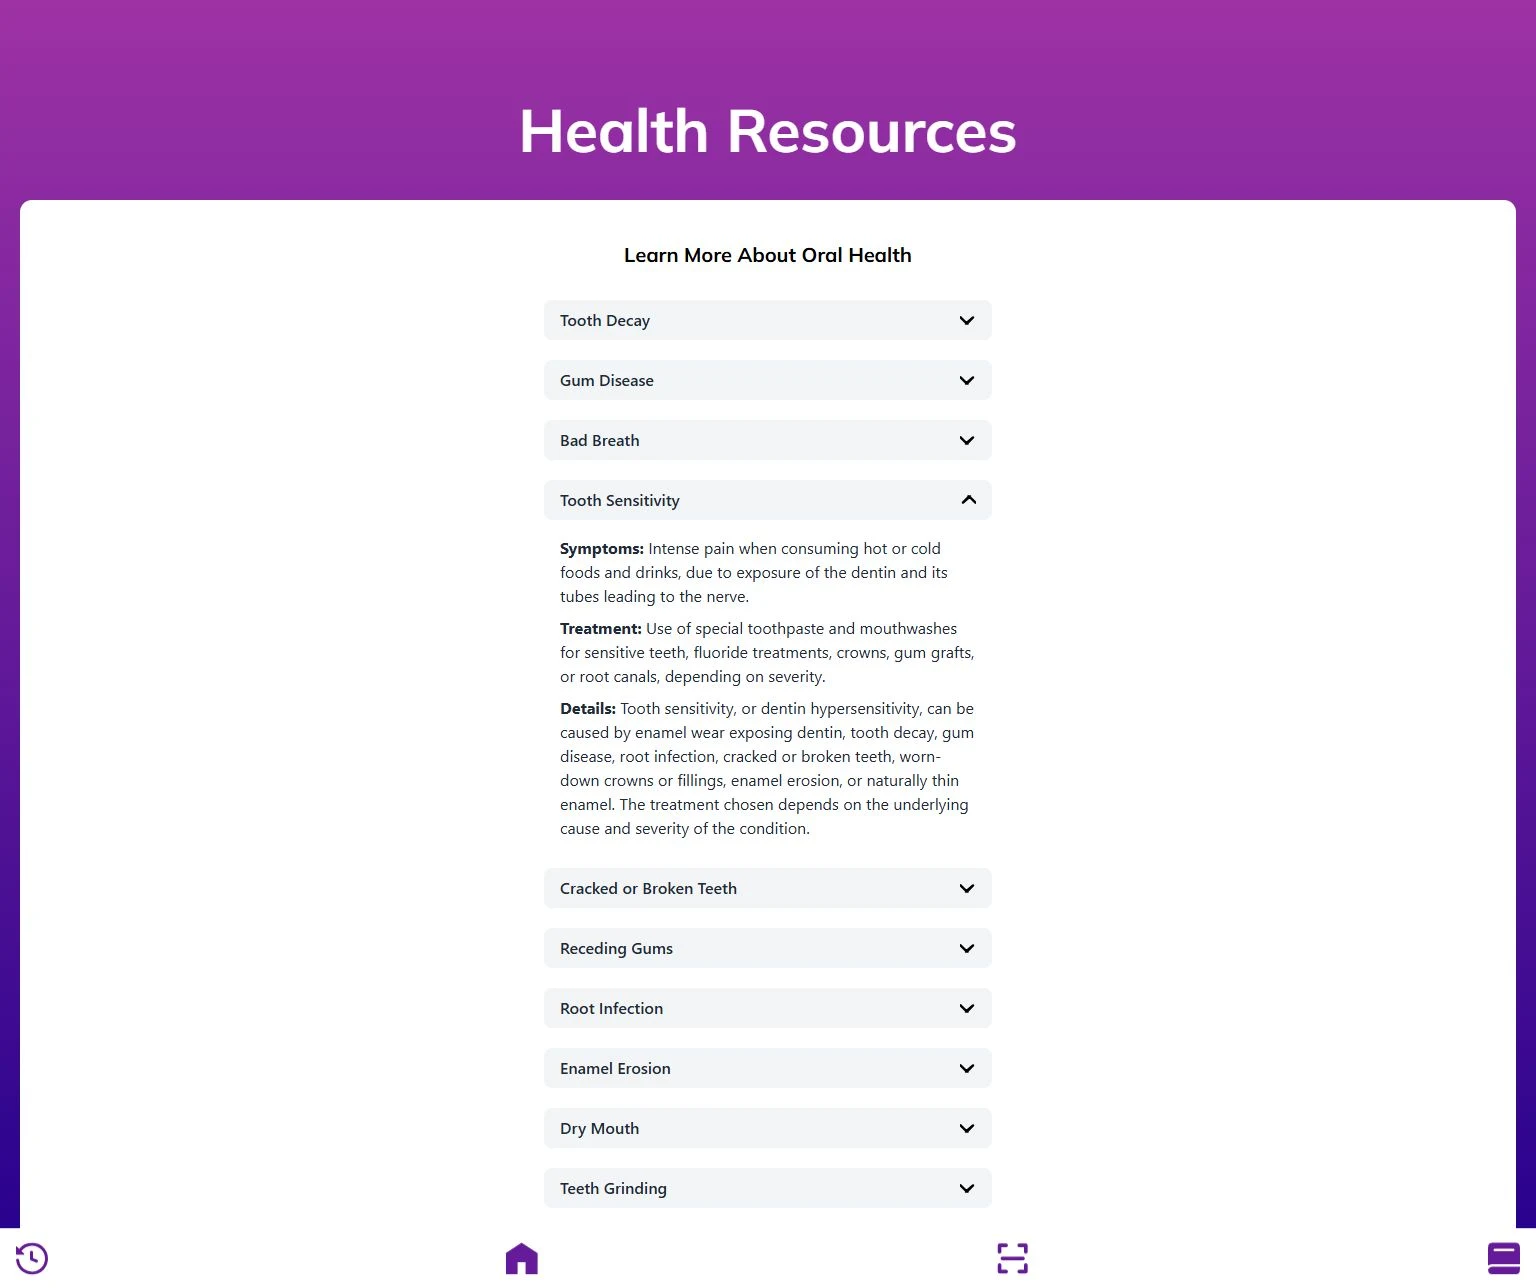 Health Resources
Learn More About Oral Health
Tooth Decay
Gum Disease
Bad Breath
Tooth Sensitivity
Symptoms: Intense pain when consuming hot or cold
foods and drinks, due to exposure of the dentin and its
tubes leading to the nerve.
Treatment: Use of special toothpaste and mouthwashes
for sensitive teeth, fluoride treatments, crowns, gum grafts,
or root canals, depending on severity.
Details: Tooth sensitivity, or dentin hypersensitivity, can be
caused by enamel wear exposing dentin, tooth decay, gum
disease, root infection, cracked or broken teeth, worn-
down crowns or fillings, enamel erosion, or naturally thin
enamel. The treatment chosen depends on the underlying
cause and severity of the condition.
Cracked or Broken Teeth
Receding Gums
Root Infection
Enamel Erosion
Dry Mouth
Teeth Grinding